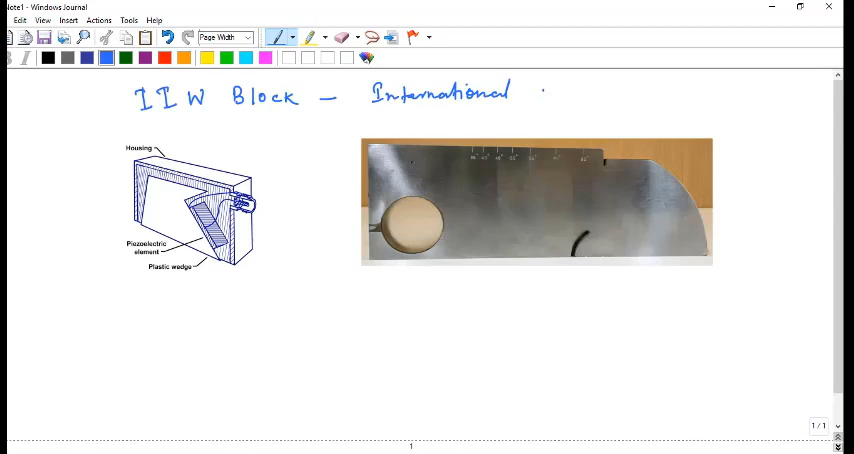 Note1 - Windows Journal
Edit View Insert Actions Tools Help
Page Width
IIW Block - International
Housing
Piezoelectric
element
Plastic wedge
1/1
1